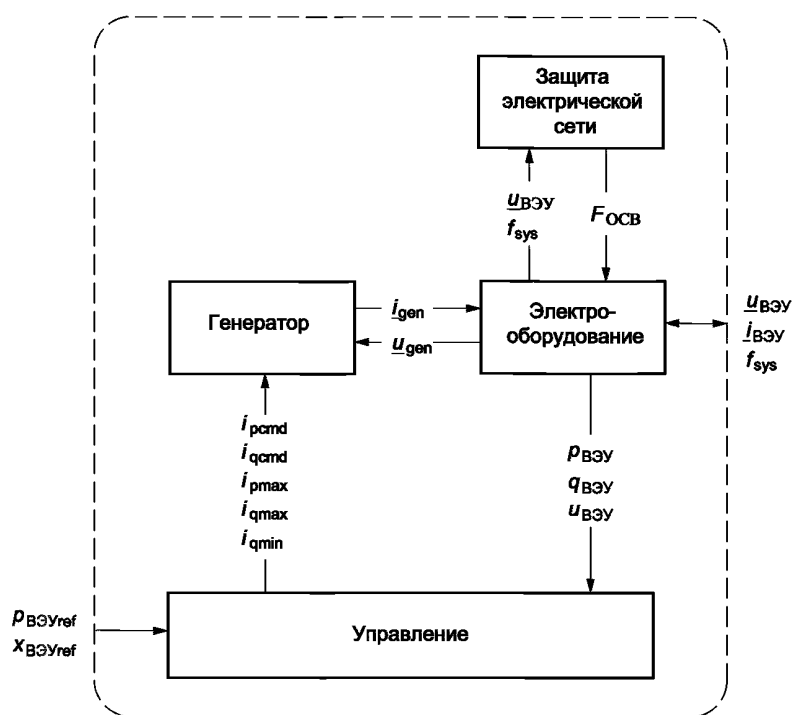 Защита
электрической
сети
u_ВЭУ
f_sys
F_ОСВ
Генератор
i_gen
u_gen
Электро-
оборудование
u_ВЭУ
i_ВЭУ
f_sys
i_pcmd
i_qcmd
i_pmax
i_qmax
i_qmin
p_ВЭУ
q_ВЭУ
u_ВЭУ
p_ВЭУref
x_ВЭУref
Управление